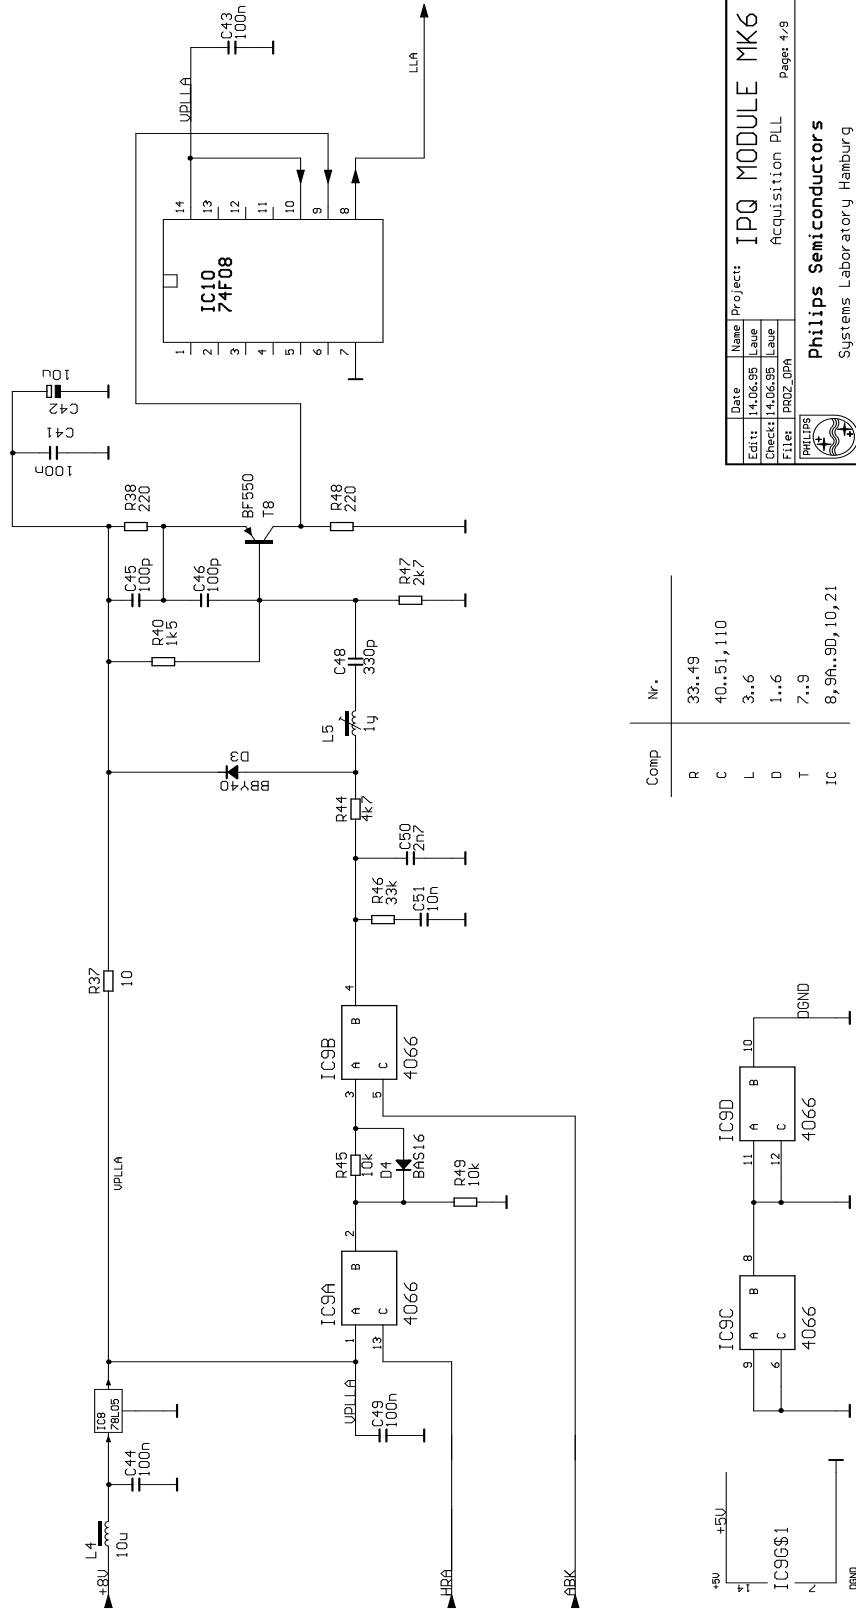 +8V
L4
10u
C44
100n
IC8
78L05
VPLLA
R37
10
VPLLA
C49
100n
HRA
ABK
1
13
IC9A
A
B
C
4066
2
R45
10k
D4
BAS16
R49
10k
3
5
IC9B
A
B
C
4066
4
R46
33k
C51
10n
C50
2n7
R44
4k7
D3
BBY40
L5
1y
C48
330p
R40
1k5
C45
100p
C46
100p
R47
2k7
R38
220
BF550
T8
R48
220
C41
100n
C42
10u
IC10
74F08
1
2
3
4
5
6
7
14
13
12
11
10
9
8
VPLLA
C43
100n
LLA
+5V
+5V
14
IC9G$1
7
DGND
9
6
IC9C
A
B
C
4066
8
11
12
IC9D
A
B
C
4066
10
DGND
Comp Nr.
R 33..49
C 40..51,110
L 3..6
D 1..6
T 7..9
IC 8,9A..9D,10,21
Date Name
Edit: 14.06.95 Laue
Check: 14.06.95 Laue
File: PROZ_OPA
Project: IPQ MODULE MK6
Acquisition PLL Page: 4/9
PHILIPS
Philips Semiconductors
Systems Laboratory Hamburg